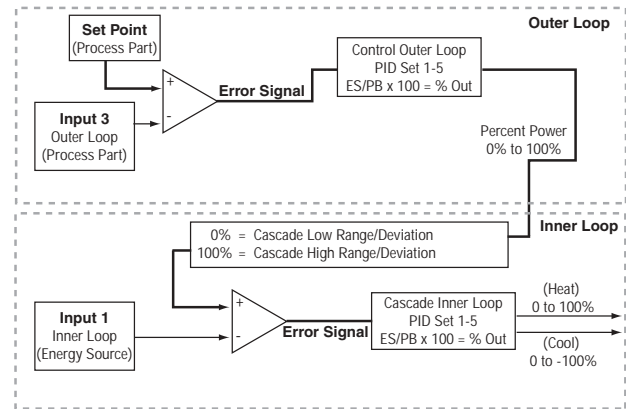 Outer Loop
Set Point
(Process Part)
+
-
Error Signal
Control Outer Loop
PID Set 1-5
ES/PB x 100 = % Out
Input 3
Outer Loop
(Process Part)
Percent Power
0% to 100%
Inner Loop
0% = Cascade Low Range/Deviation
100% = Cascade High Range/Deviation
+
-
Error Signal
Input 1
Inner Loop
(Energy Source)
Cascade Inner Loop
PID Set 1-5
ES/PB x 100 = % Out
(Heat)
0 to 100%
(Cool)
0 to -100%